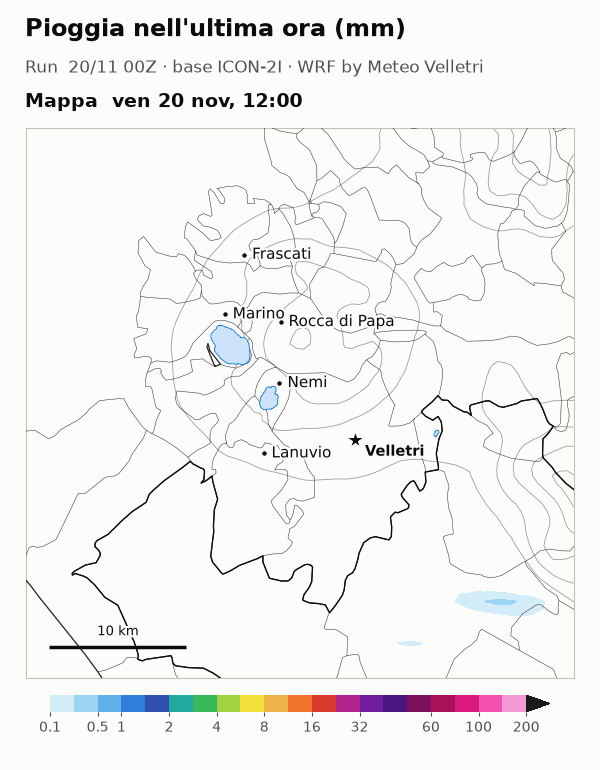 Pioggia nell'ultima ora (mm)
Run  20/11 00Z · base ICON-2I · WRF by Meteo Velletri
Mappa  ven 20 nov, 12:00
Frascati
Marino
Rocca di Papa
Nemi
Velletri
Lanuvio
10 km
0.1 0.5 1 2 4 8 16 32 60 100 200